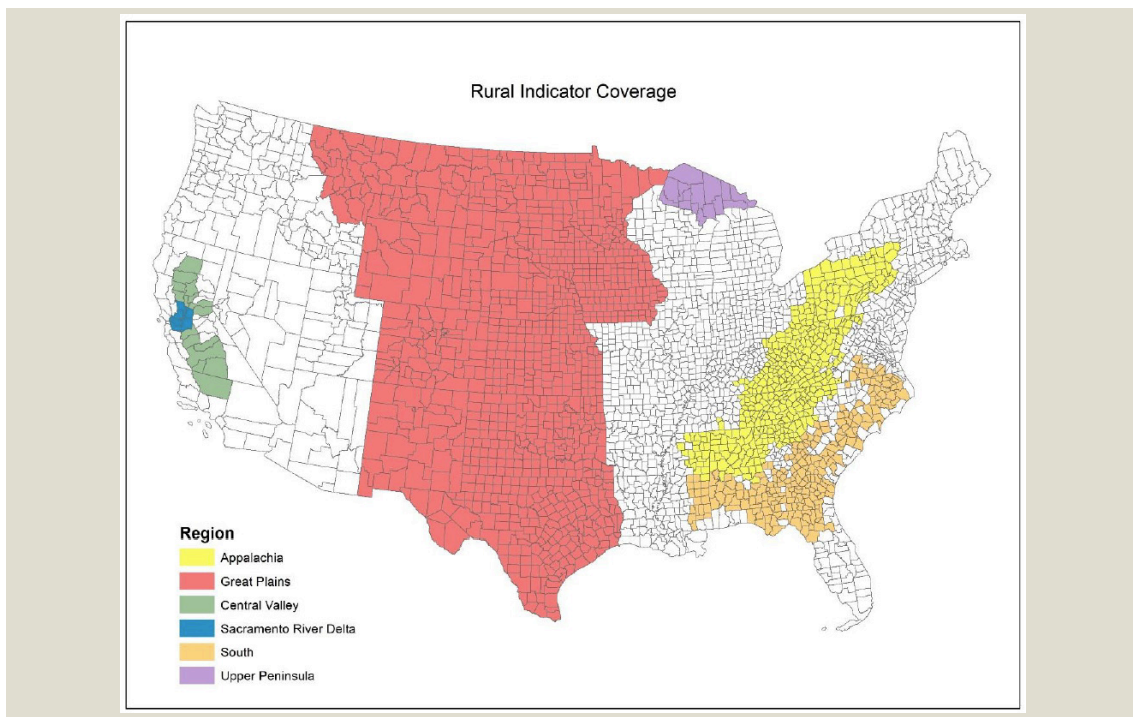 Rural Indicator Coverage
Region
Appalachia
Great Plains
Central Valley
Sacramento River Delta
South
Upper Peninsula